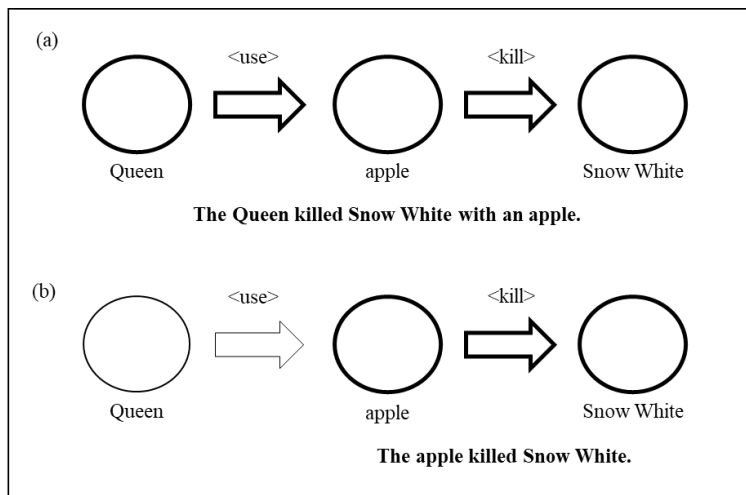 (a)
<use> <kill>
Queen apple Snow White
The Queen killed Snow White with an apple.
(b)
<use> <kill>
Queen apple Snow White
The apple killed Snow White.